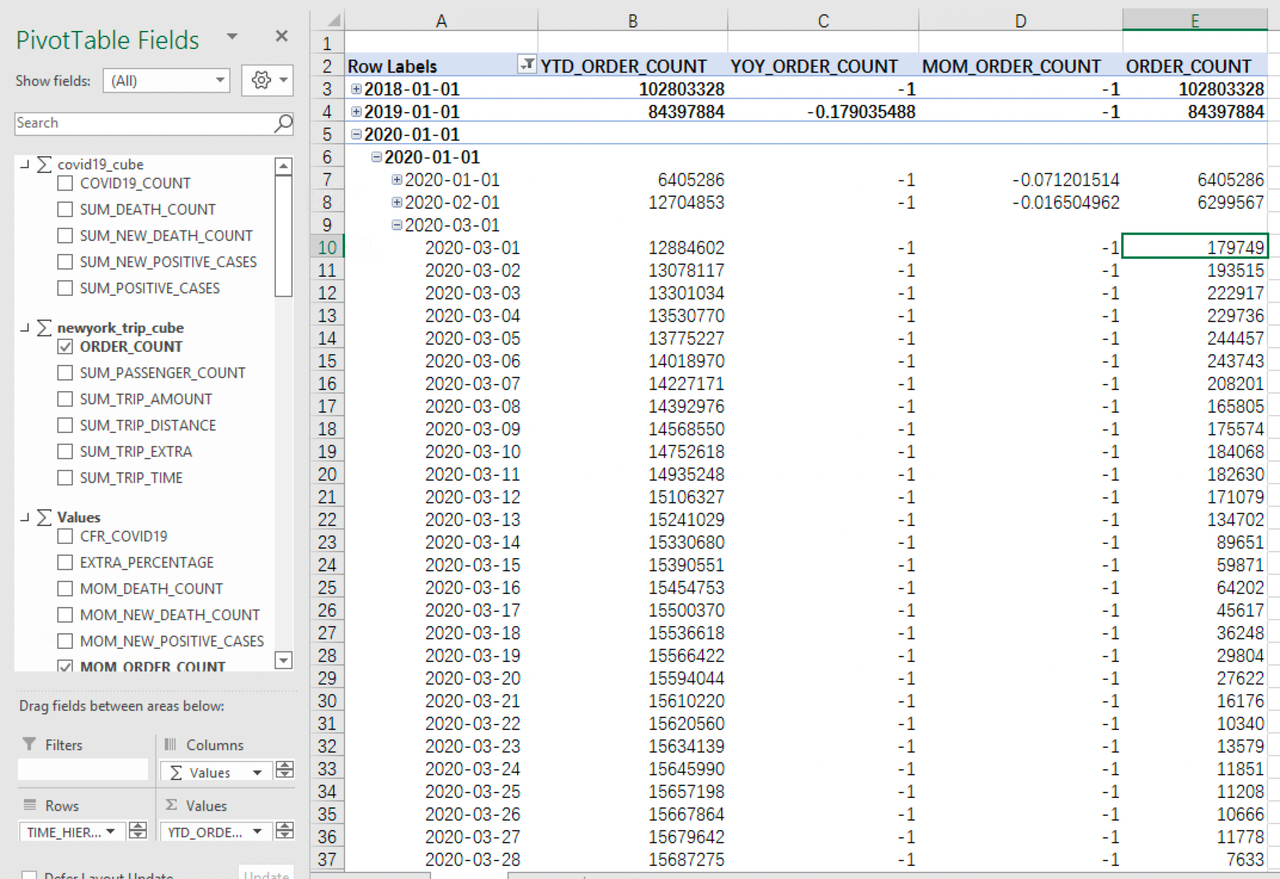 PivotTable Fields
Show fields: (All)
Search
covid19_cube
COVID19_COUNT
SUM_DEATH_COUNT
SUM_NEW_DEATH_COUNT
SUM_NEW_POSITIVE_CASES
SUM_POSITIVE_CASES
newyork_trip_cube
ORDER_COUNT
SUM_PASSENGER_COUNT
SUM_TRIP_AMOUNT
SUM_TRIP_DISTANCE
SUM_TRIP_EXTRA
SUM_TRIP_TIME
Values
CFR_COVID19
EXTRA_PERCENTAGE
MOM_DEATH_COUNT
MOM_NEW_DEATH_COUNT
MOM_NEW_POSITIVE_CASES
MOM_ORDER_COUNT
Drag fields between areas below:
Filters Columns
Σ Values
Rows Σ Values
TIME_HIER... YTD_ORDE...
Defer Layout Update Update
A B C D E
1
2 Row Labels YTD_ORDER_COUNT YOY_ORDER_COUNT MOM_ORDER_COUNT ORDER_COUNT
3 2018-01-01 102803328 -1 -1 102803328
4 2019-01-01 84397884 -0.179035488 -1 84397884
5 2020-01-01
6 2020-01-01
7 2020-01-01 6405286 -1 -0.071201514 6405286
8 2020-02-01 12704853 -1 -0.016504962 6299567
9 2020-03-01
10 2020-03-01 12884602 -1 -1 179749
11 2020-03-02 13078117 -1 -1 193515
12 2020-03-03 13301034 -1 -1 222917
13 2020-03-04 13530770 -1 -1 229736
14 2020-03-05 13775227 -1 -1 244457
15 2020-03-06 14018970 -1 -1 243743
16 2020-03-07 14227171 -1 -1 208201
17 2020-03-08 14392976 -1 -1 165805
18 2020-03-09 14568550 -1 -1 175574
19 2020-03-10 14752618 -1 -1 184068
20 2020-03-11 14935248 -1 -1 182630
21 2020-03-12 15106327 -1 -1 171079
22 2020-03-13 15241029 -1 -1 134702
23 2020-03-14 15330680 -1 -1 89651
24 2020-03-15 15390551 -1 -1 59871
25 2020-03-16 15454753 -1 -1 64202
26 2020-03-17 15500370 -1 -1 45617
27 2020-03-18 15536618 -1 -1 36248
28 2020-03-19 15566422 -1 -1 29804
29 2020-03-20 15594044 -1 -1 27622
30 2020-03-21 15610220 -1 -1 16176
31 2020-03-22 15620560 -1 -1 10340
32 2020-03-23 15634139 -1 -1 13579
33 2020-03-24 15645990 -1 -1 11851
34 2020-03-25 15657198 -1 -1 11208
35 2020-03-26 15667864 -1 -1 10666
36 2020-03-27 15679642 -1 -1 11778
37 2020-03-28 15687275 -1 -1 7633